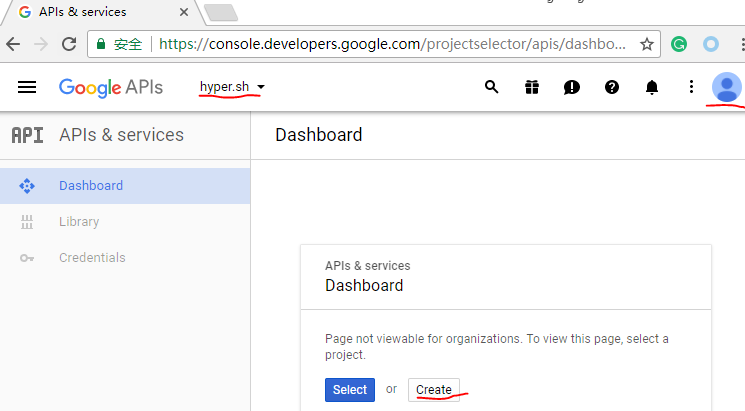 APIs & services
安全 https://console.developers.google.com/projectselector/apis/dashbo...
Google APIs hyper.sh
API APIs & services Dashboard
Dashboard
Library
Credentials
APIs & services
Dashboard
Page not viewable for organizations. To view this page, select a
project.
Select or Create